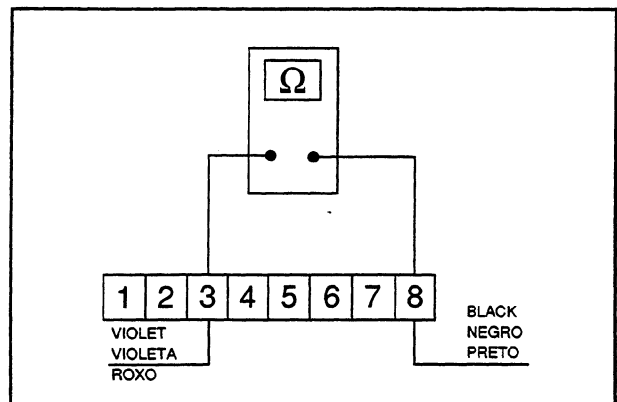 Ω
1 2 3 4 5 6 7 8
VIOLET
VIOLETA
ROXO
BLACK
NEGRO
PRETO